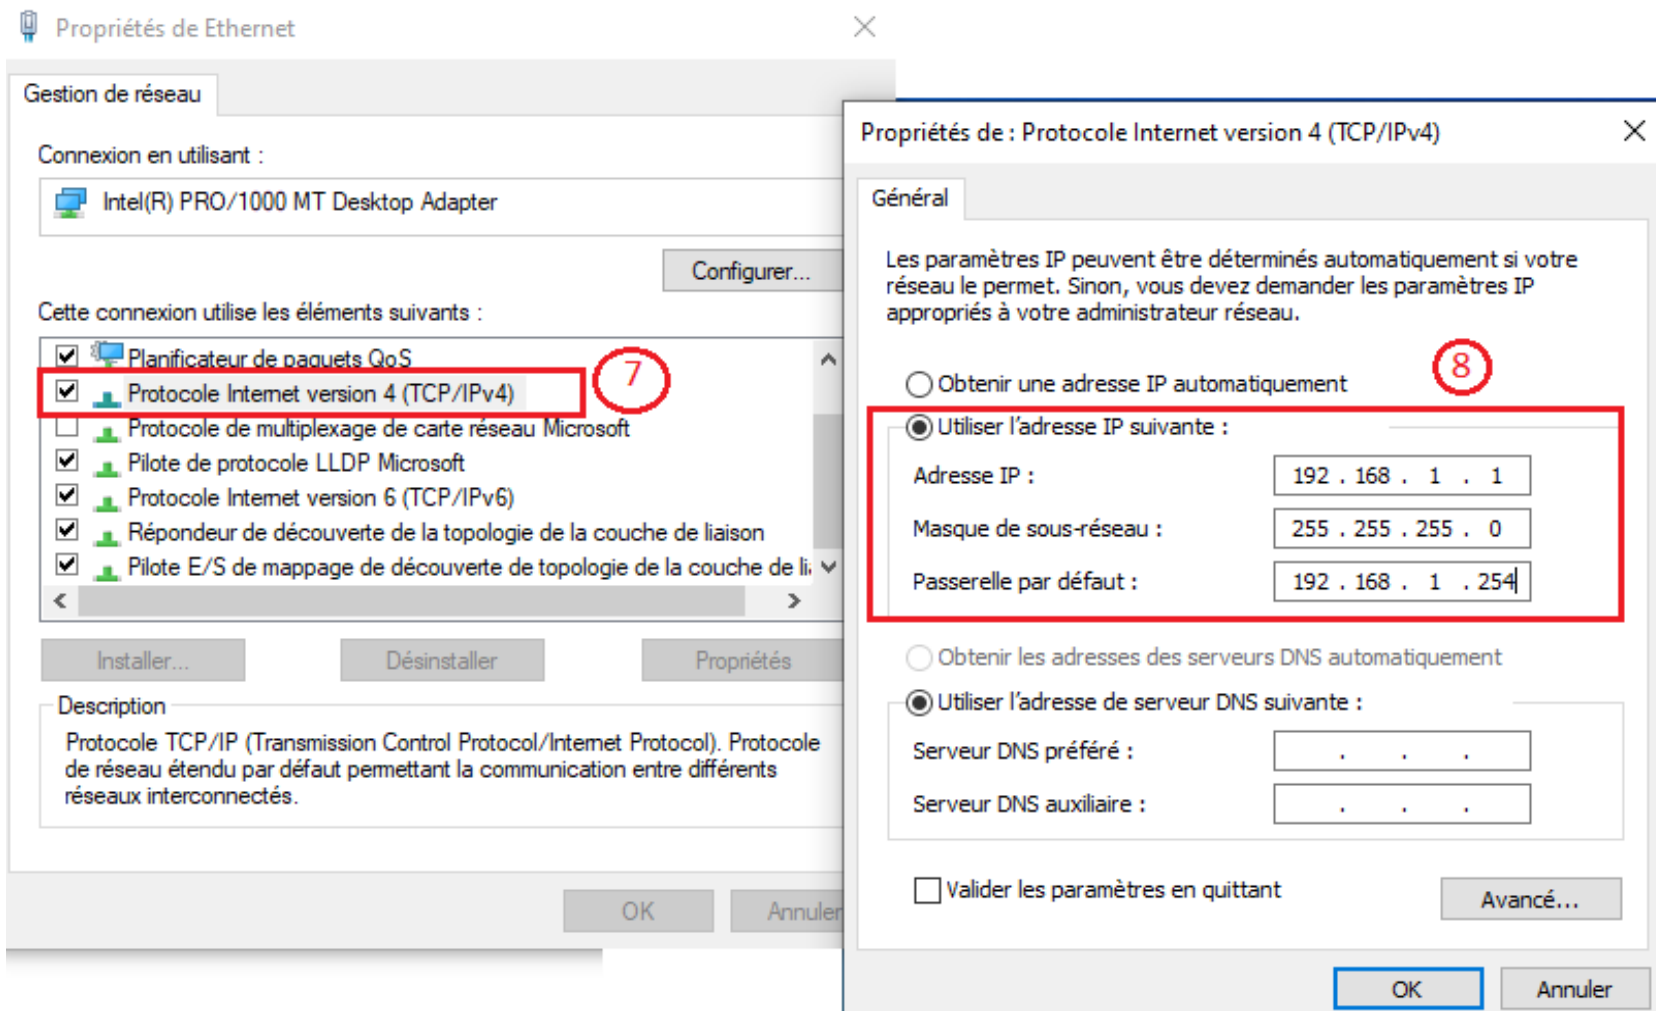 Propriétés de Ethernet
Gestion de réseau
Connexion en utilisant :
Intel(R) PRO/1000 MT Desktop Adapter
Configurer...
Cette connexion utilise les éléments suivants :
Planificateur de paquets QoS
Protocole Internet version 4 (TCP/IPv4)
7
Protocole de multiplexage de carte réseau Microsoft
Pilote de protocole LLDP Microsoft
Protocole Internet version 6 (TCP/IPv6)
Répondeur de découverte de la topologie de la couche de liaison
Pilote E/S de mappage de découverte de topologie de la couche de
Installer...
Désinstaller
Propriétés
Description
Protocole TCP/IP (Transmission Control Protocol/Internet Protocol). Protocole
de réseau étendu par défaut permettant la communication entre différents
réseaux interconnectés.
OK
Annuler
Propriétés de : Protocole Internet version 4 (TCP/IPv4)
Général
Les paramètres IP peuvent être déterminés automatiquement si votre
réseau le permet. Sinon, vous devez demander les paramètres IP
appropriés à votre administrateur réseau.
8
Obtenir une adresse IP automatiquement
Utiliser l'adresse IP suivante :
Adresse IP : 192 . 168 . 1 . 1
Masque de sous-réseau : 255 . 255 . 255 . 0
Passerelle par défaut : 192 . 168 . 1 . 254
Obtenir les adresses des serveurs DNS automatiquement
Utiliser l'adresse de serveur DNS suivante :
Serveur DNS préféré : . . .
Serveur DNS auxiliaire : . . .
Valider les paramètres en quittant
Avancé...
OK
Annuler